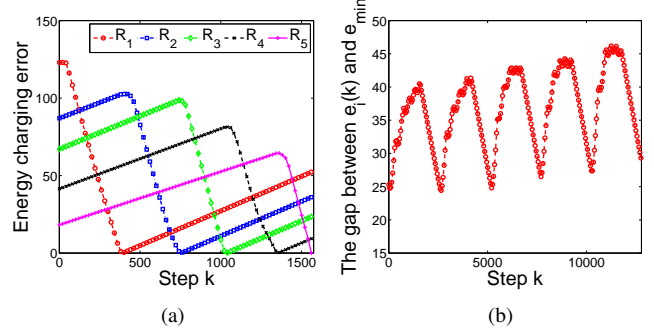 R1 R2 R3 R4 R5
Energy charging error
150
100
50
0
0 500 1000 1500
Step k
(a)
The gap between ei(k) and emin
50
45
40
35
30
25
20
15
0 5000 10000
Step k
(b)